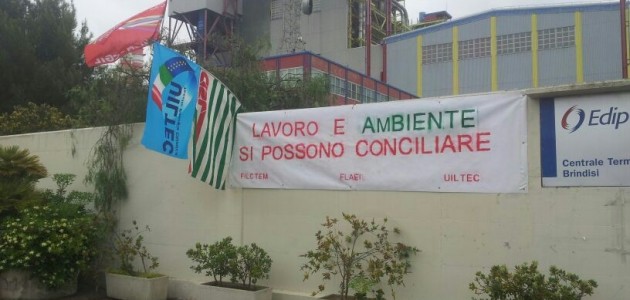 UILTEC
LAVORO E AMBIENTE
SI POSSONO CONCILIARE
FILCTEM FLAEI UILTEC
Edip
Centrale Term
Brindisi